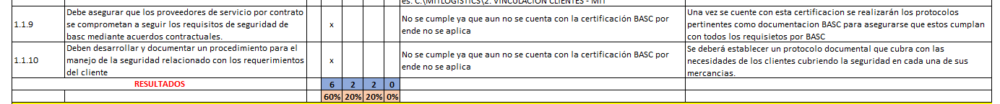 es. C:\MITLOGISTICS\2. VINCULACION CLIENTES - MIT
1.1.9
Debe asegurar que los proveedores de servicio por contrato
se comprometan a seguir los requisitos de seguridad de
basc mediante acuerdos contractuales.
x
No se cumple ya que aun no se cuenta con la certificación BASC por
ende no se aplica
Una vez se cuente con esta certificacion se realizarán los protocolos
pertinentes como documentacion BASC para asegurarse que estos cumplan
con todos los requisietos por BASC
1.1.10
Deben desarrollar y documentar un procedimiento para el
manejo de la seguridad relacionado con los requerimientos
del cliente
x
No se cumple ya que aun no se cuenta con la certificación BASC por
ende no se aplica
Se deberá establecer un protocolo documental que cubra con las
necesidades de los clientes cubriendo la seguridad en cada una de sus
mercancias.
RESULTADOS 6 2 2 0
60% 20% 20% 0%